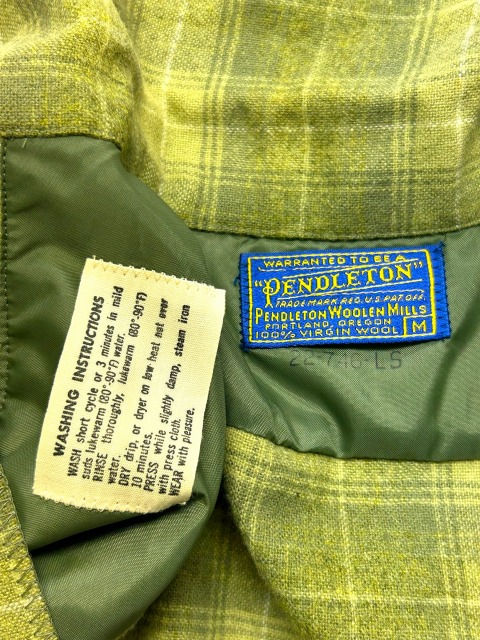 WARRANTED TO BE A
"PENDLETON"
TRADE MARK REG. U.S. PAT. OFF.
PENDLETON WOOLEN MILLS
PORTLAND, OREGON
100% VIRGIN WOOL M
22-746-LS
WASHING INSTRUCTIONS
WASH short cycle or 3 minutes in mild
suds lukewarm (80°-90°F) water.
RINSE thoroughly, lukewarm (80°-90°F)
water.
DRY drip, or dryer on low heat not over
10 minutes.
PRESS while slightly damp, steam iron
with press cloth.
WEAR with pleasure.